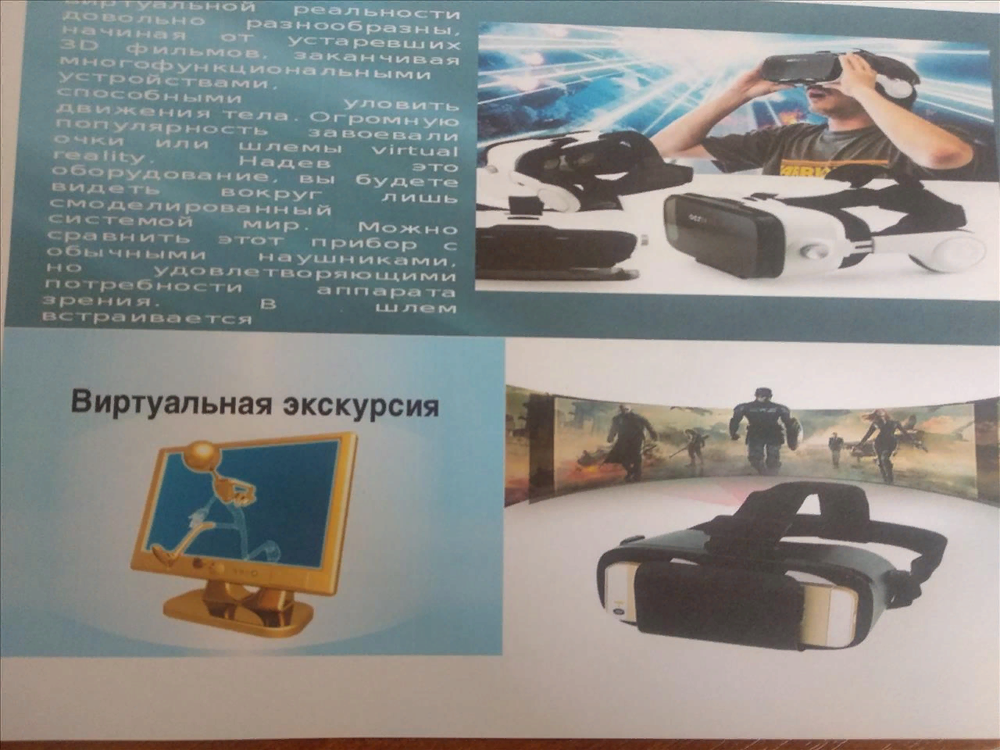 виртуальной реальности
довольно разнообразны,
начиная от устаревших
3D фильмов, заканчивая
многофункциональными
устройствами,
способными уловить
движения тела. Огромную
популярность завоевали
очки или шлемы virtual
reality. Надев это
оборудование, вы будете
видеть вокруг лишь
смоделированный
системой мир. Можно
сравнить этот прибор с
обычными наушниками,
но удовлетворяющими
потребности аппарата
зрения. В шлем
встраивается
Виртуальная экскурсия